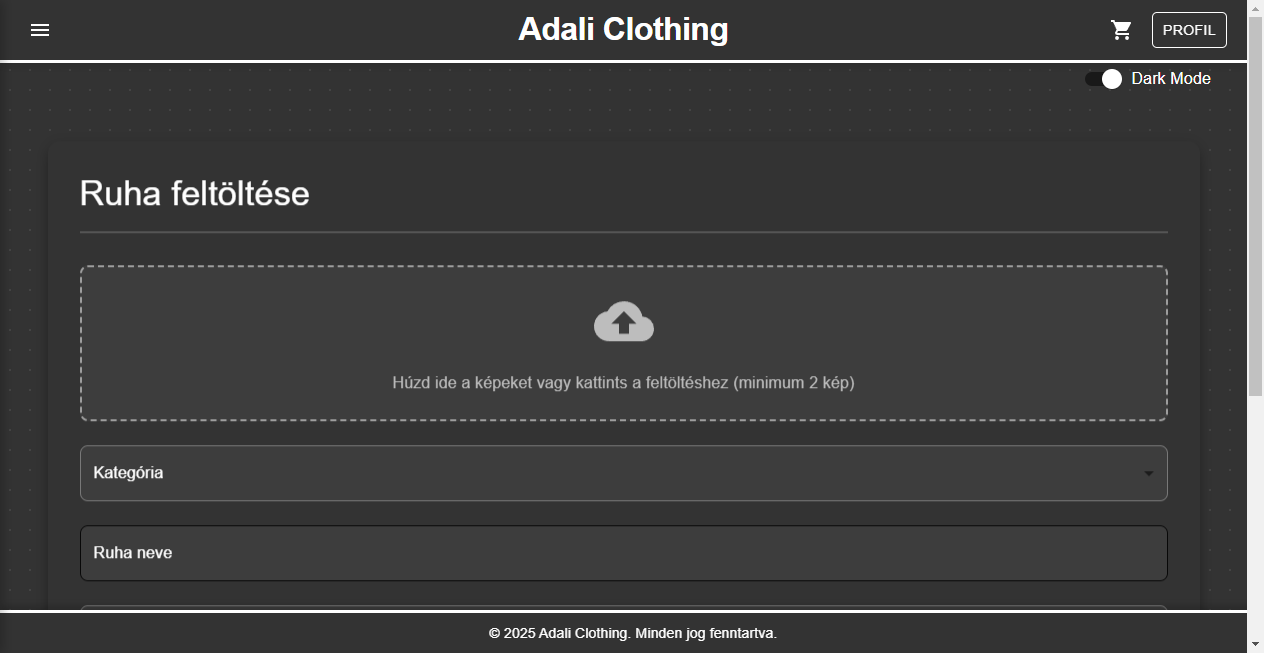 Adali Clothing
PROFIL
Dark Mode
Ruha feltöltése
Húzd ide a képeket vagy kattints a feltöltéshez (minimum 2 kép)
Kategória
Ruha neve
© 2025 Adali Clothing. Minden jog fenntartva.